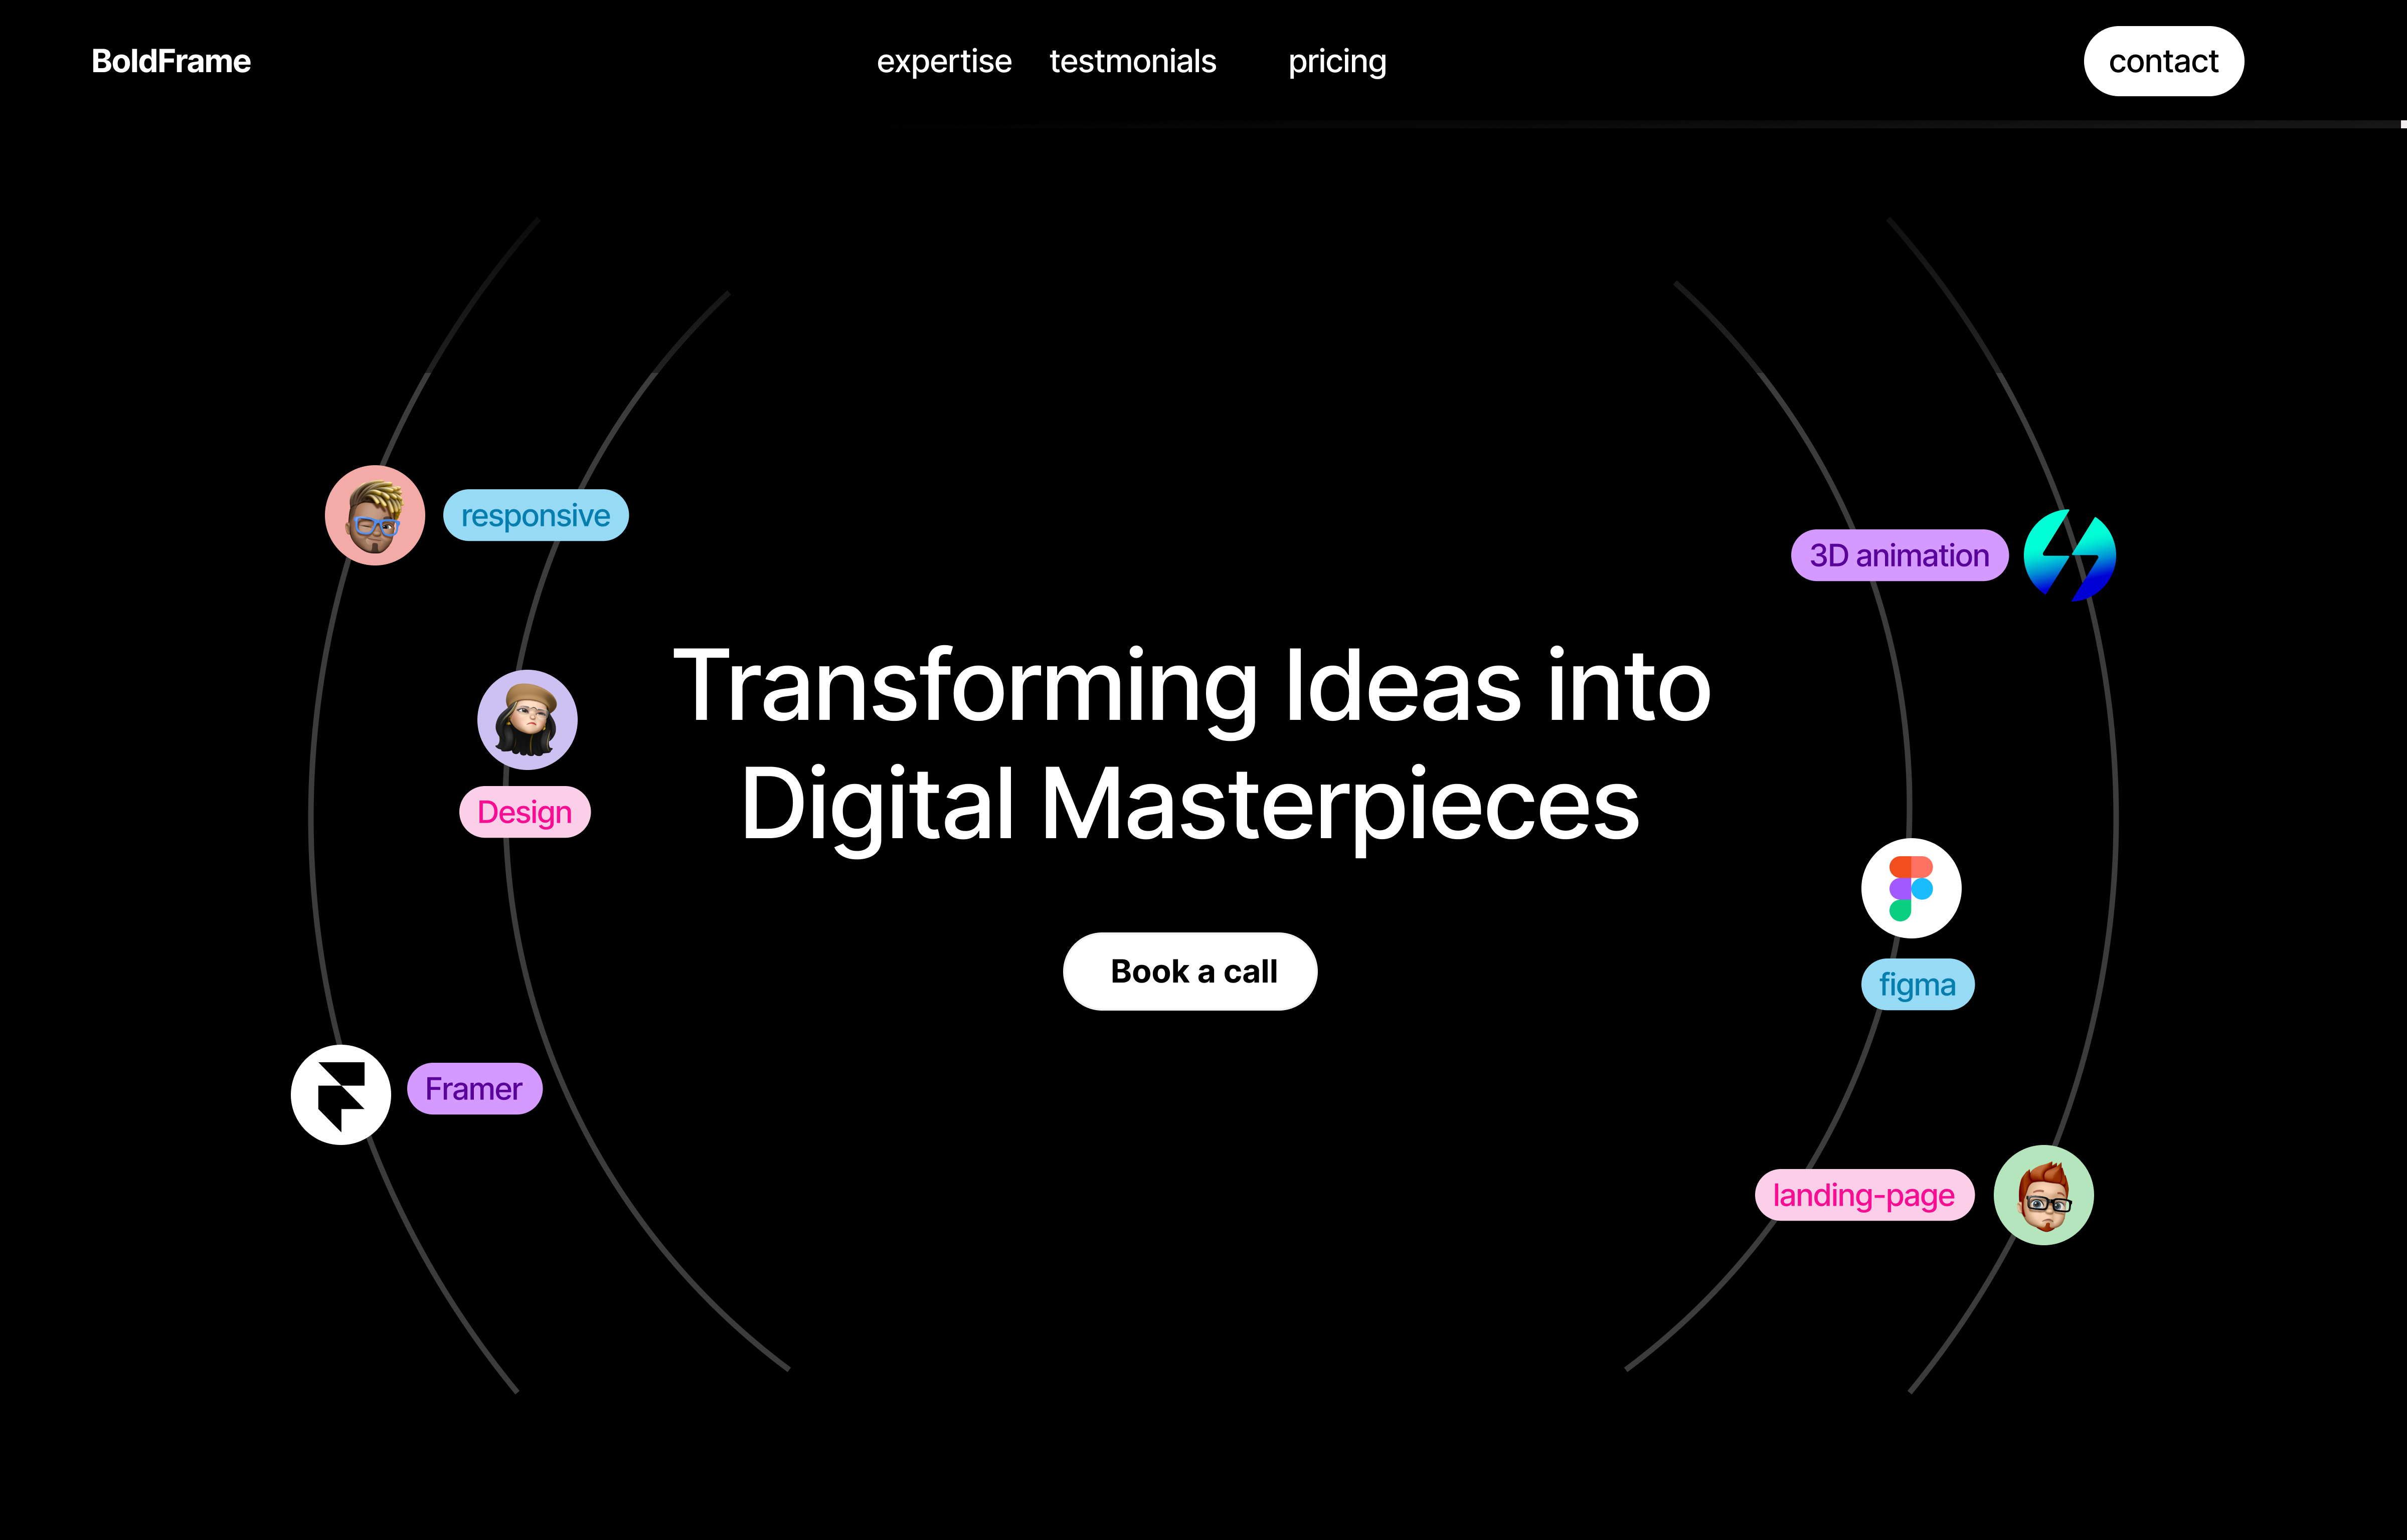 BoldFrame
expertise
testmonials
pricing
contact
responsive
3D animation
Transforming Ideas into
Digital Masterpieces
Design
Book a call
figma
Framer
landing-page